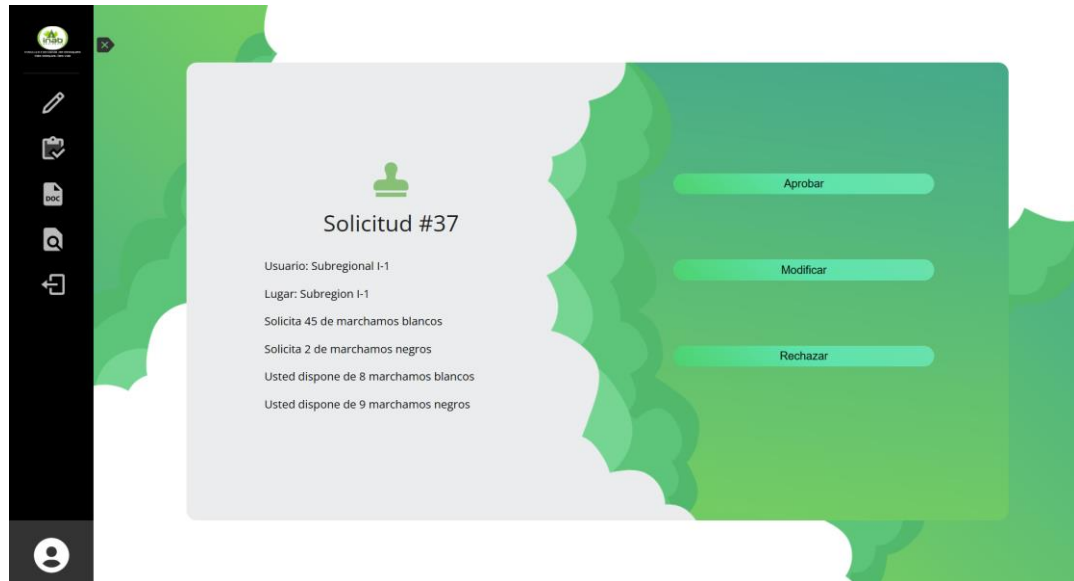 inab
DOC
Solicitud #37
Usuario: Subregional I-1
Lugar: Subregion I-1
Solicita 45 de marchamos blancos
Solicita 2 de marchamos negros
Usted dispone de 8 marchamos blancos
Usted dispone de 9 marchamos negros
Aprobar
Modificar
Rechazar